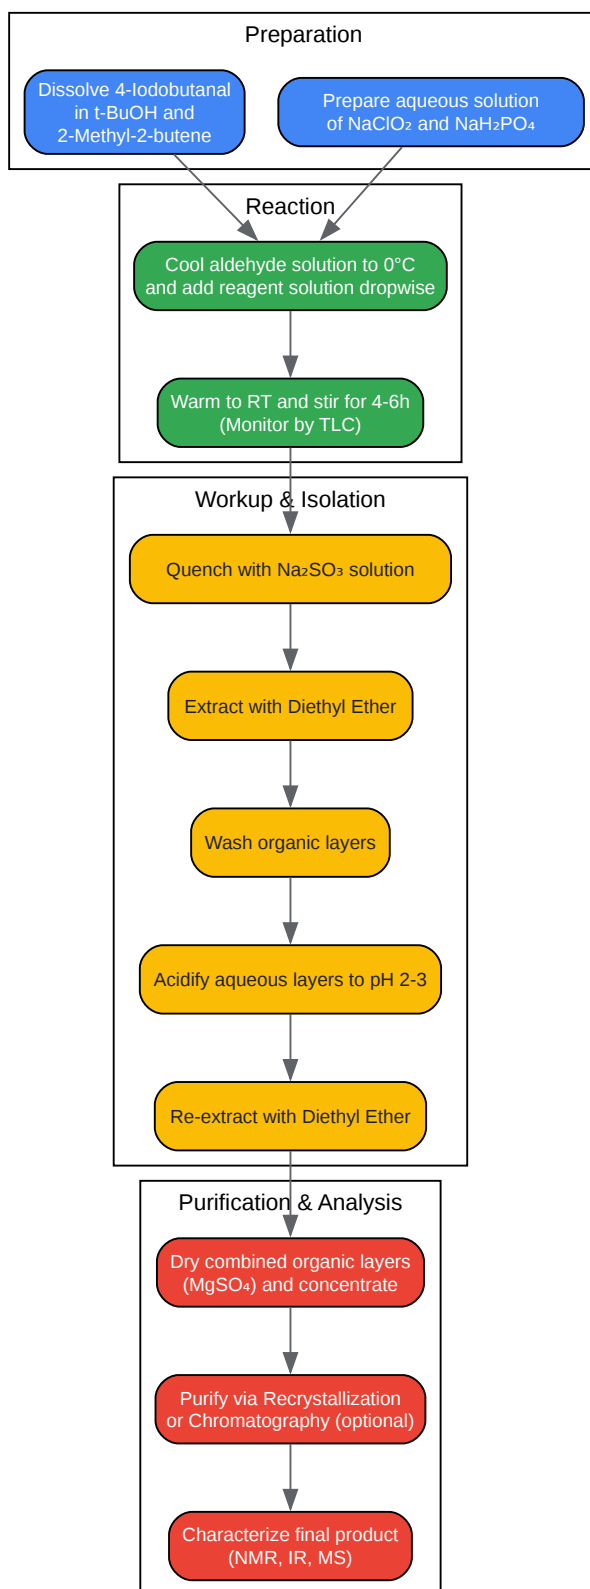 Preparation
Dissolve 4-Iodobutanal
in t-BuOH and
2-Methyl-2-butene
Prepare aqueous solution
of NaClO₂ and NaH₂PO₄
Reaction
Cool aldehyde solution to 0°C
and add reagent solution dropwise
Warm to RT and stir for 4-6h
(Monitor by TLC)
Workup & Isolation
Quench with Na₂SO₃ solution
Extract with Diethyl Ether
Wash organic layers
Acidify aqueous layers to pH 2-3
Re-extract with Diethyl Ether
Purification & Analysis
Dry combined organic layers
(MgSO₄) and concentrate
Purify via Recrystallization
or Chromatography (optional)
Characterize final product
(NMR, IR, MS)